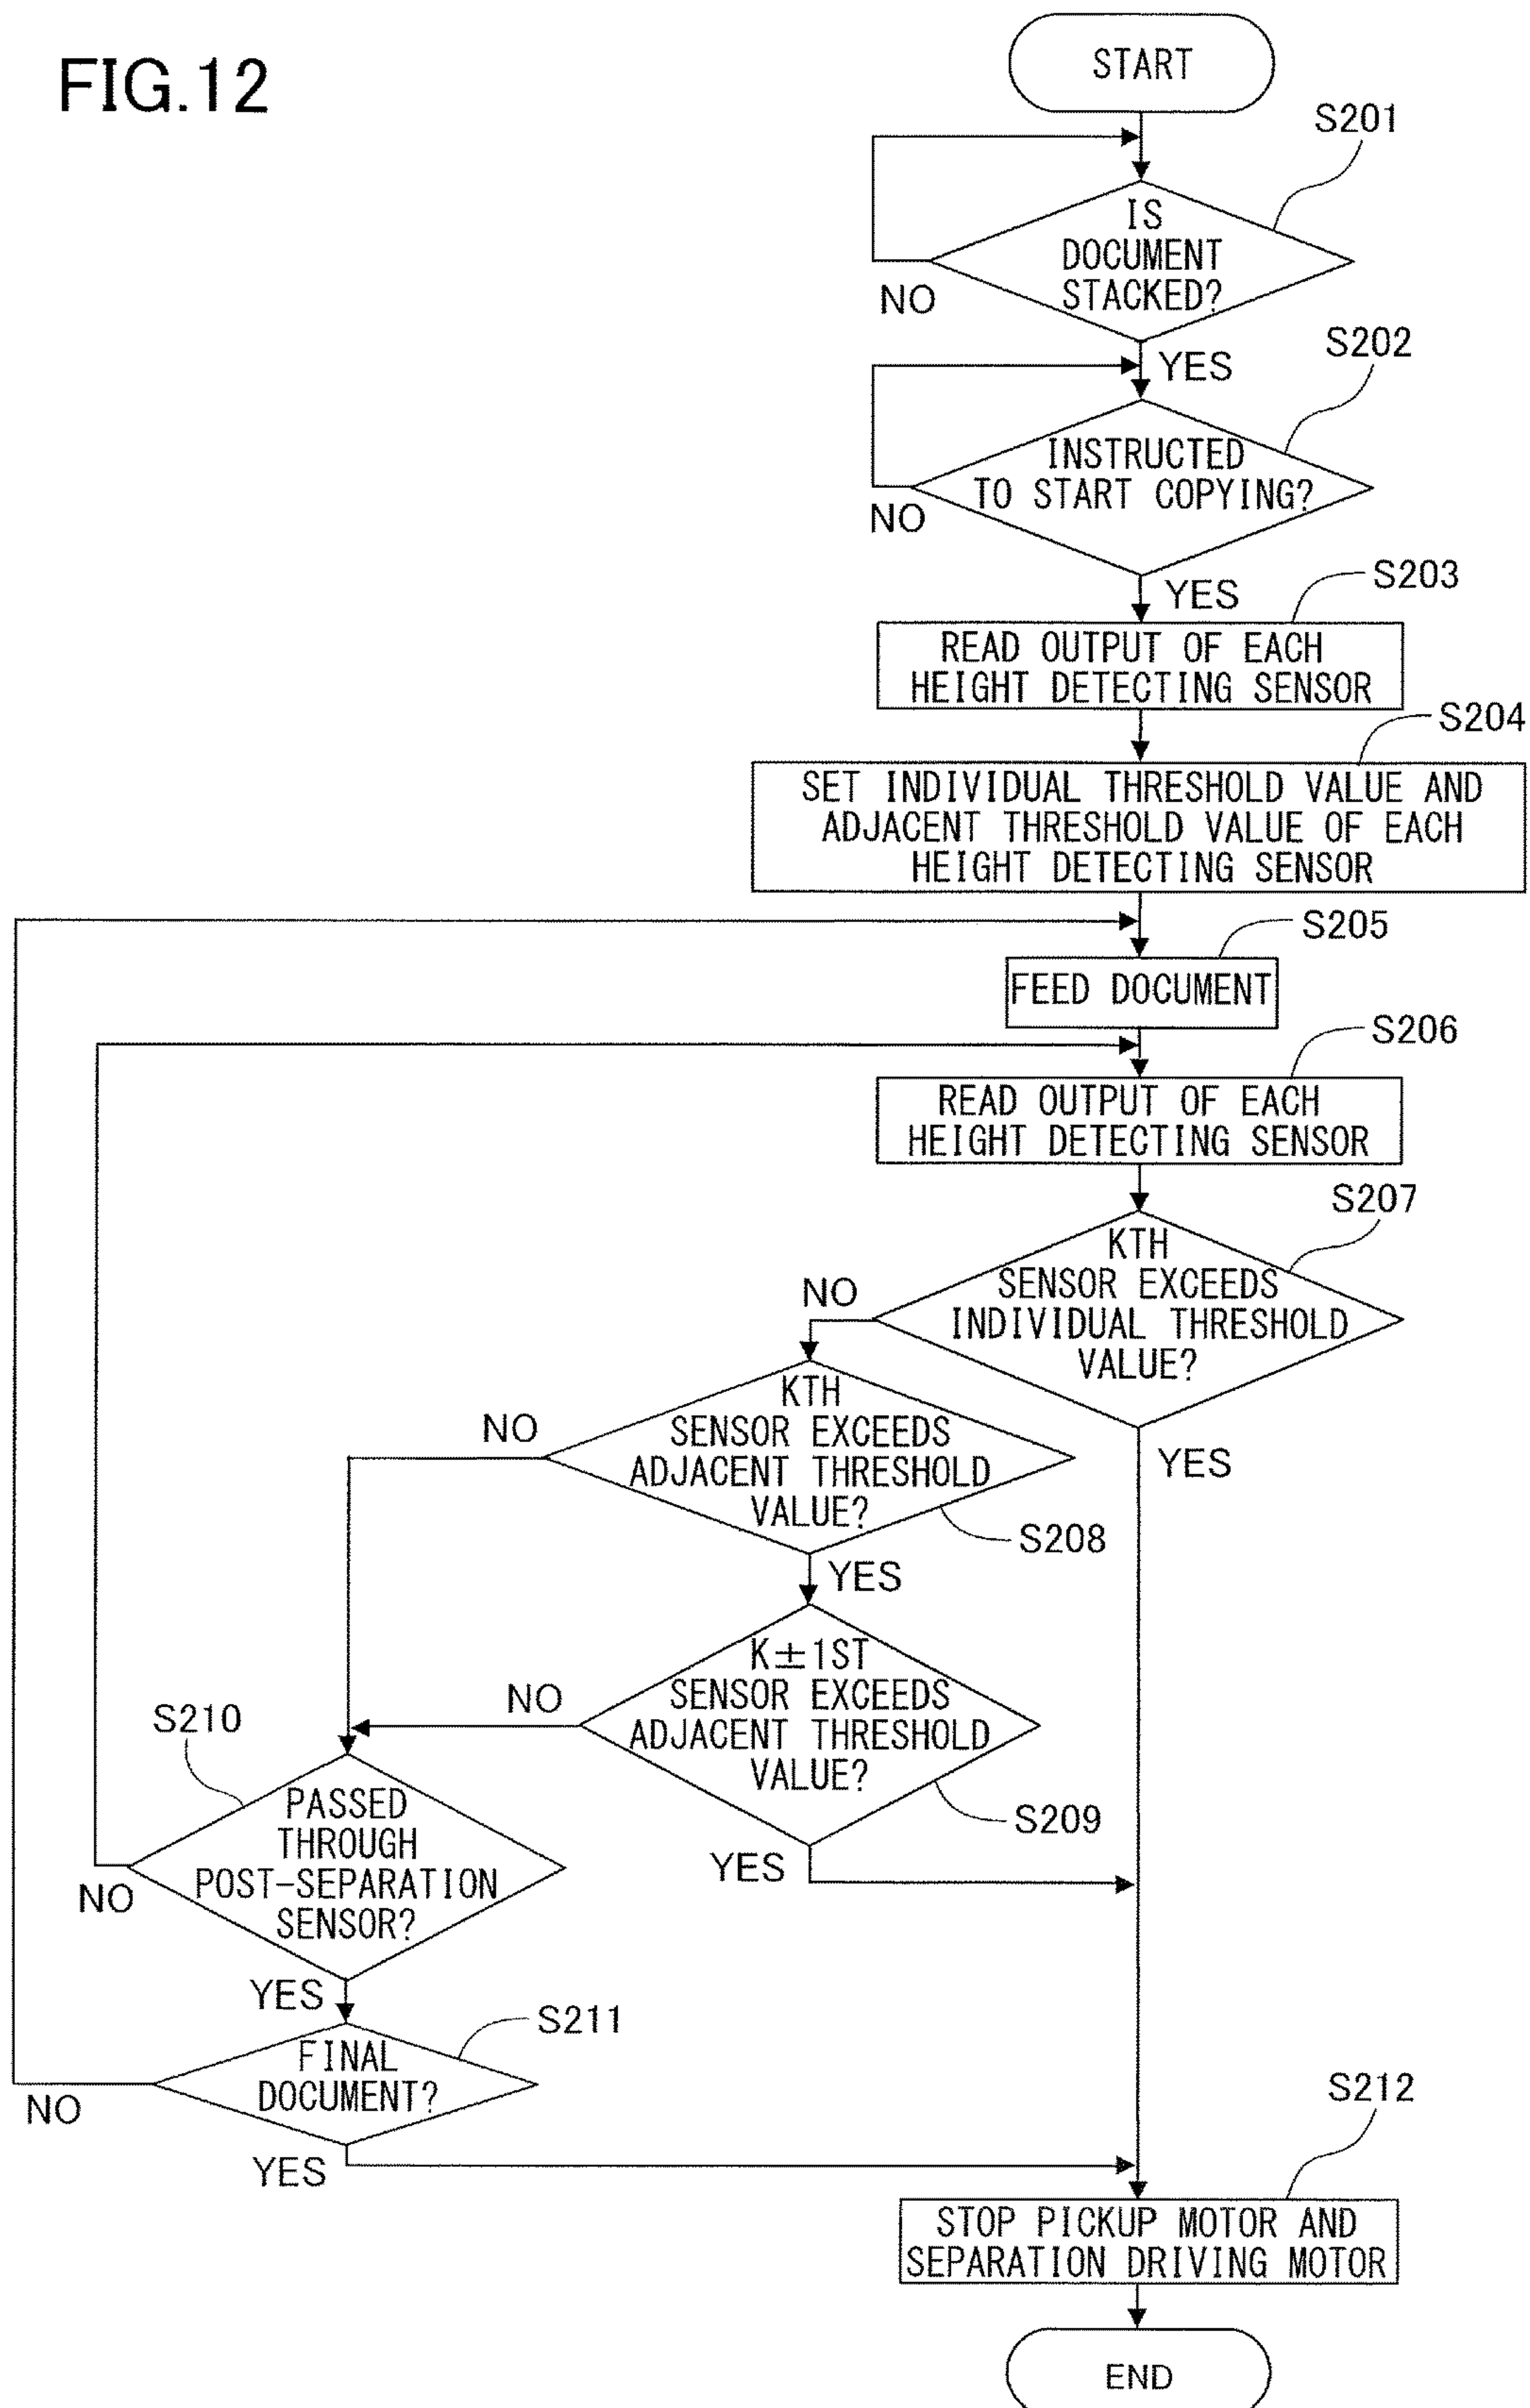 FIG.12
START
S201
IS
DOCUMENT
STACKED?
NO
YES
S202
INSTRUCTED
TO START COPYING?
NO
YES
S203
READ OUTPUT OF EACH
HEIGHT DETECTING SENSOR
S204
SET INDIVIDUAL THRESHOLD VALUE AND
ADJACENT THRESHOLD VALUE OF EACH
HEIGHT DETECTING SENSOR
S205
FEED DOCUMENT
S206
READ OUTPUT OF EACH
HEIGHT DETECTING SENSOR
S207
KTH
SENSOR EXCEEDS
INDIVIDUAL THRESHOLD
VALUE?
NO
YES
KTH
SENSOR EXCEEDS
ADJACENT THRESHOLD
VALUE?
NO
S208
YES
K±1ST
SENSOR EXCEEDS
ADJACENT THRESHOLD
VALUE?
NO
S209
YES
S210
PASSED
THROUGH
POST-SEPARATION
SENSOR?
NO
YES
S211
FINAL
DOCUMENT?
NO
YES
S212
STOP PICKUP MOTOR AND
SEPARATION DRIVING MOTOR
END